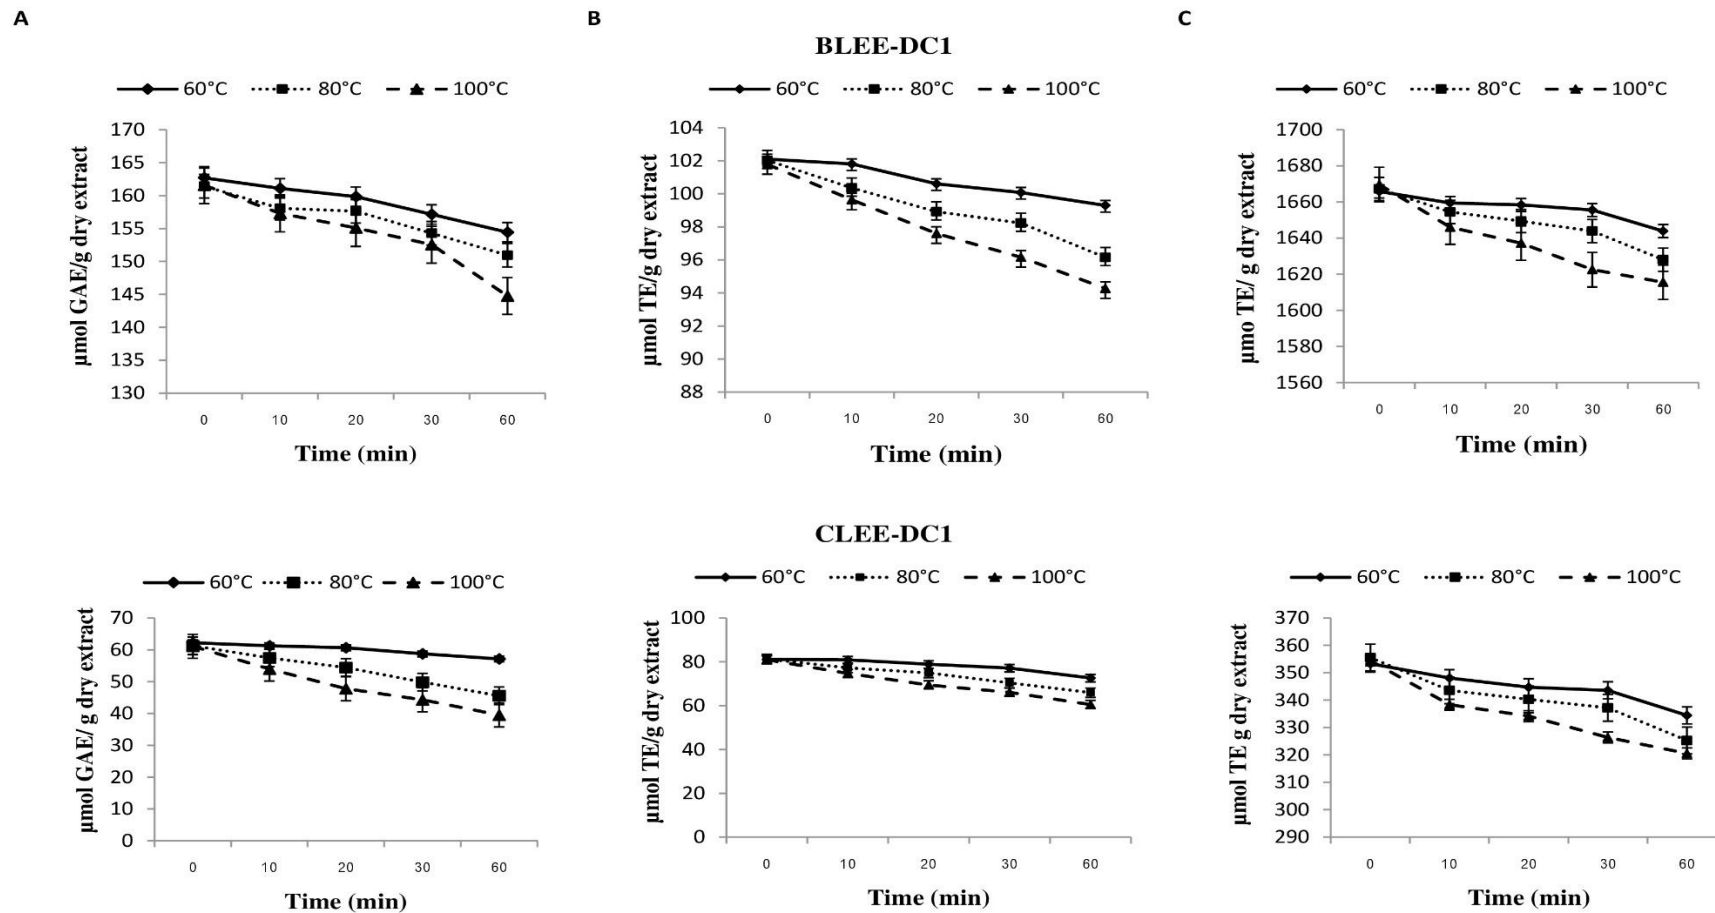 A
B
C
BLEE-DC1
60°C 80°C 100°C
60°C 80°C 100°C
60°C 80°C 100°C
µmol GAE/g dry extract
170
165
160
155
150
145
140
135
130
0 10 20 30 60
Time (min)
µmol TE/g dry extract
104
102
100
98
96
94
92
90
88
0 10 20 30 60
Time (min)
µmo TE/ g dry extract
1700
1680
1660
1640
1620
1600
1580
1560
0 10 20 30 60
Time (min)
CLEE-DC1
60°C 80°C 100°C
60°C 80°C 100°C
60°C 80°C 100°C
µmol GAE/ g dry extract
70
60
50
40
30
20
10
0
0 10 20 30 60
Time (min)
µmol TE/g dry extract
100
80
60
40
20
0
0 10 20 30 60
Time (min)
µmol TE g dry extract
370
360
350
340
330
320
310
300
290
0 10 20 30 60
Time (min)